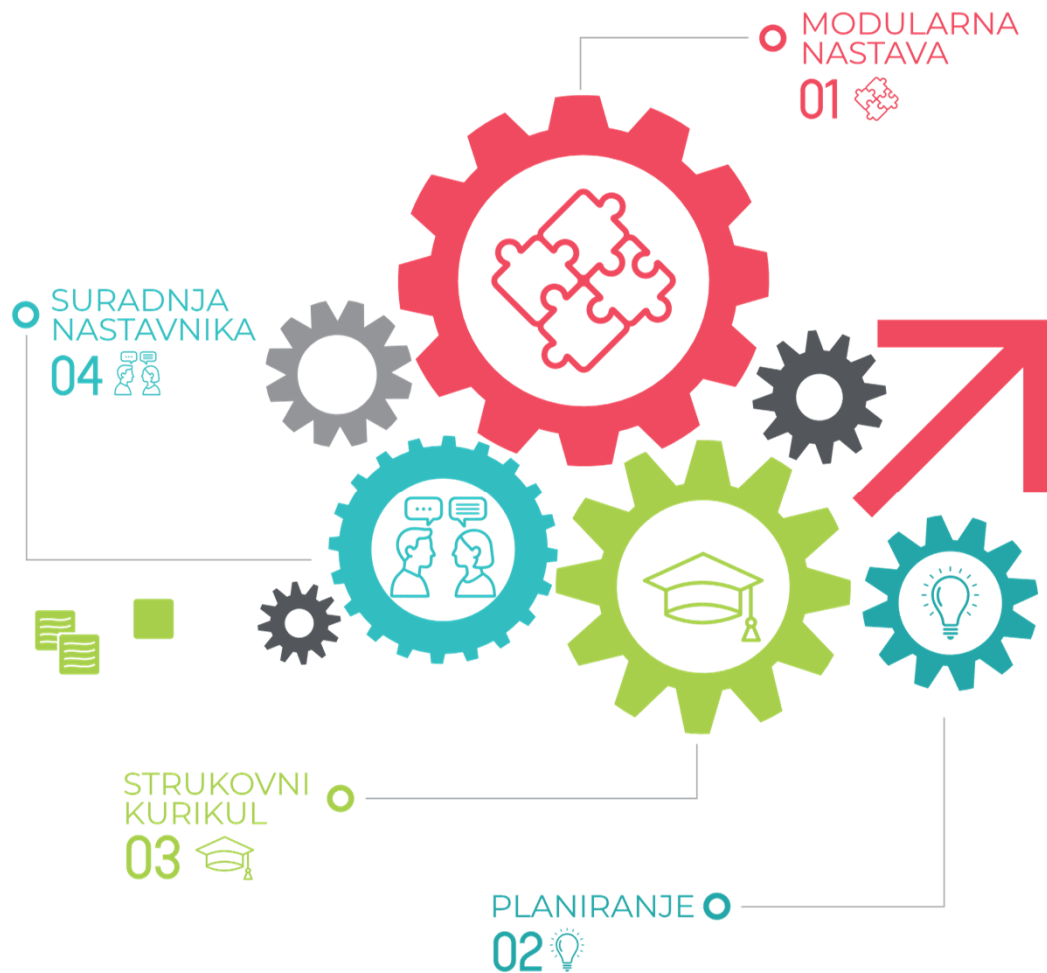 MODULARNA
NASTAVA
01
SURADNJA
NASTAVNIKA
04
STRUKOVNI
KURIKUL
03
PLANIRANJE
02